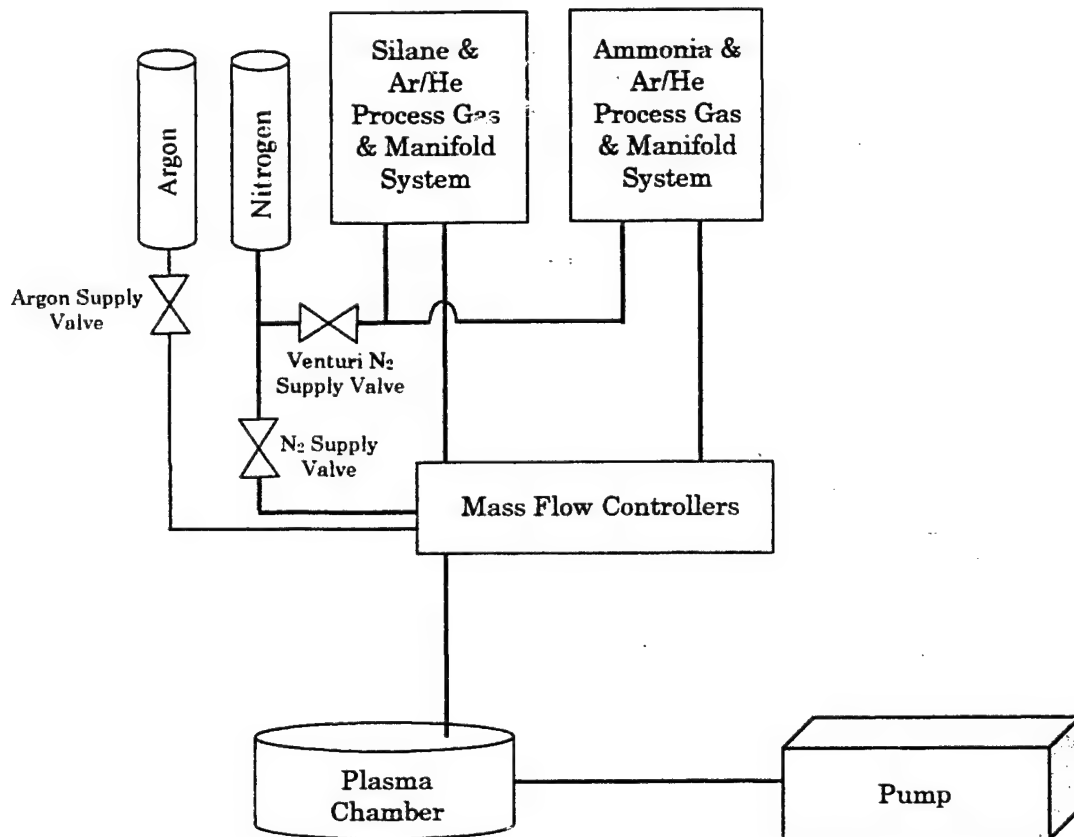 Argon
Nitrogen
Silane &
Ar/He
Process Gas
& Manifold
System
Ammonia &
Ar/He
Process Gas
& Manifold
System
Argon Supply
Valve
Venturi N₂
Supply Valve
N₂ Supply
Valve
Mass Flow Controllers
Plasma
Chamber
Pump